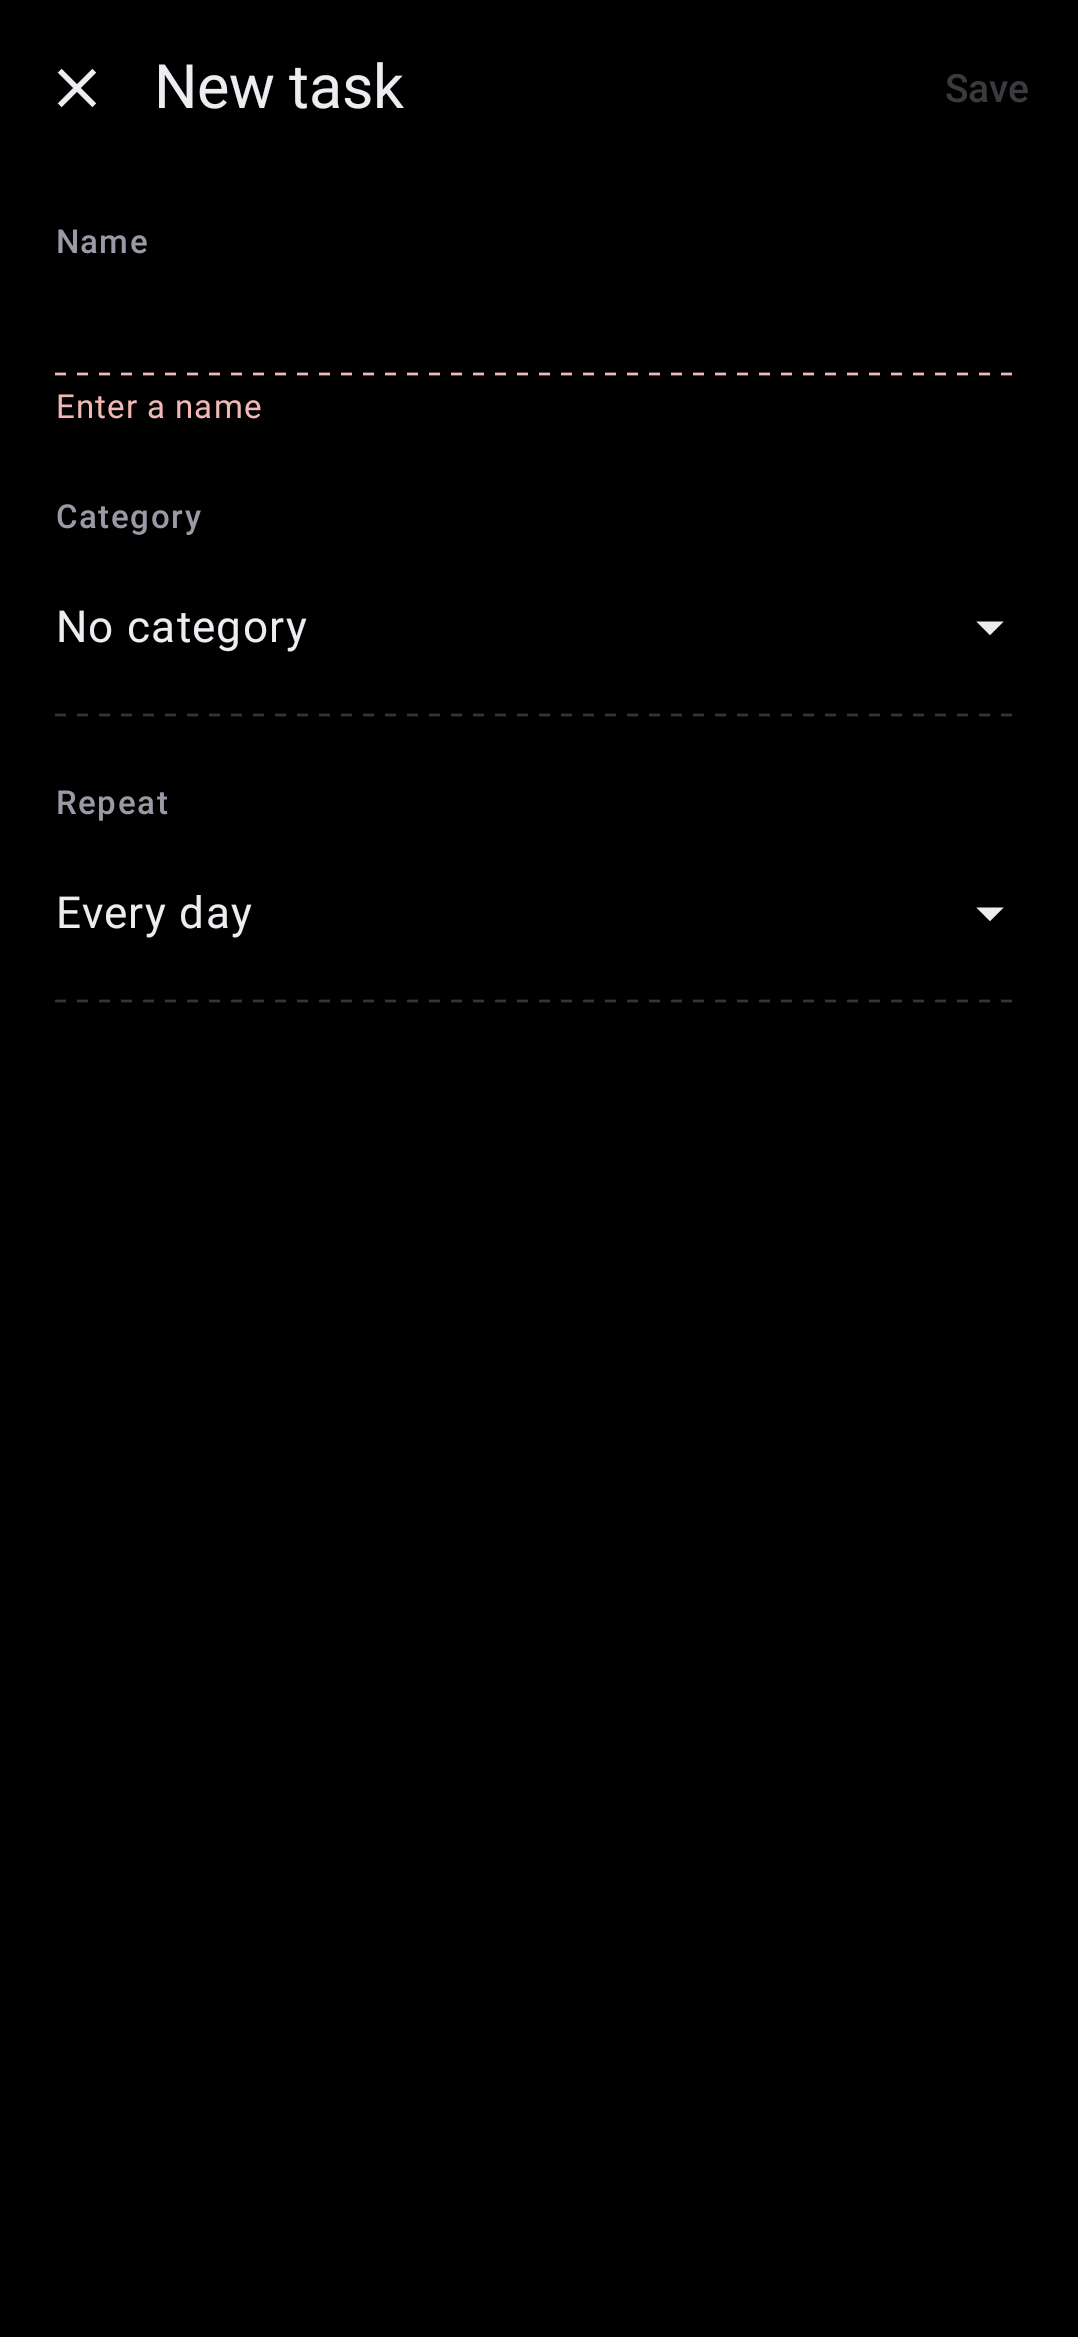 New task
Save
Name
Enter a name
Category
No category
Repeat
Every day